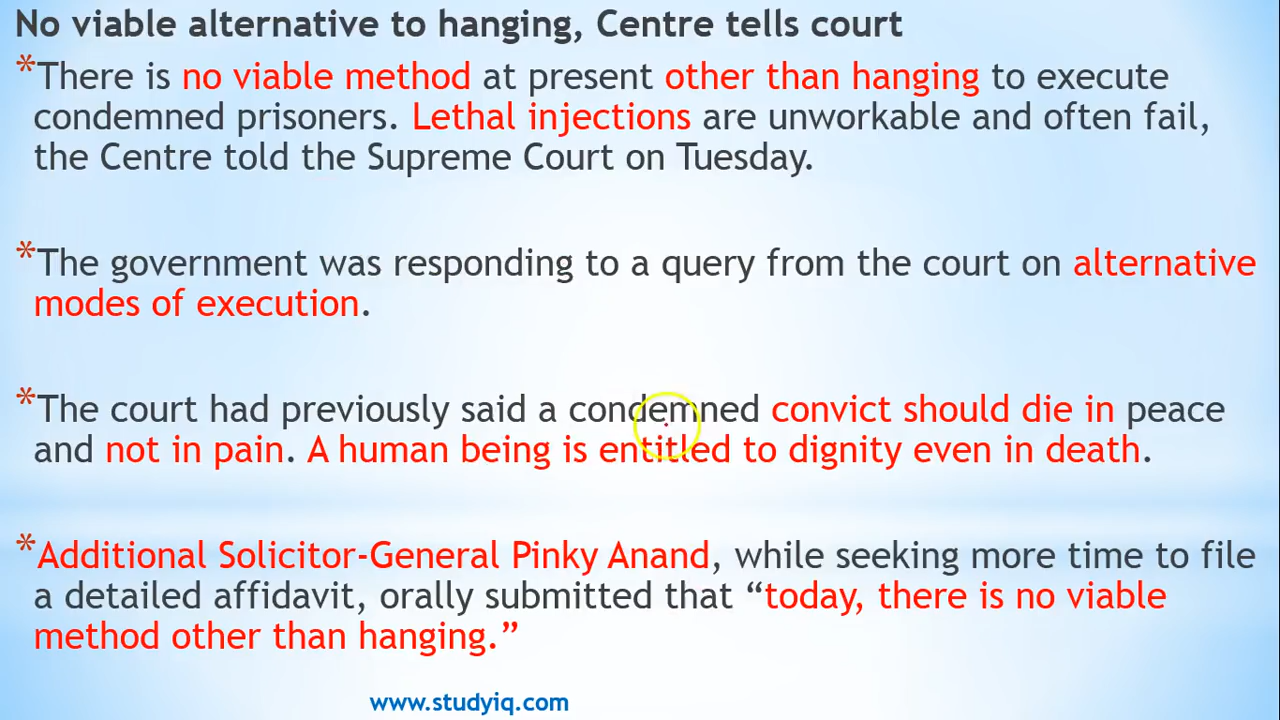 No viable alternative to hanging, Centre tells court
*There is no viable method at present other than hanging to execute
condemned prisoners. Lethal injections are unworkable and often fail,
the Centre told the Supreme Court on Tuesday.
*The government was responding to a query from the court on alternative
modes of execution.
*The court had previously said a condemned convict should die in peace
and not in pain. A human being is entitled to dignity even in death.
*Additional Solicitor-General Pinky Anand, while seeking more time to file
a detailed affidavit, orally submitted that “today, there is no viable
method other than hanging.”
www.studyiq.com